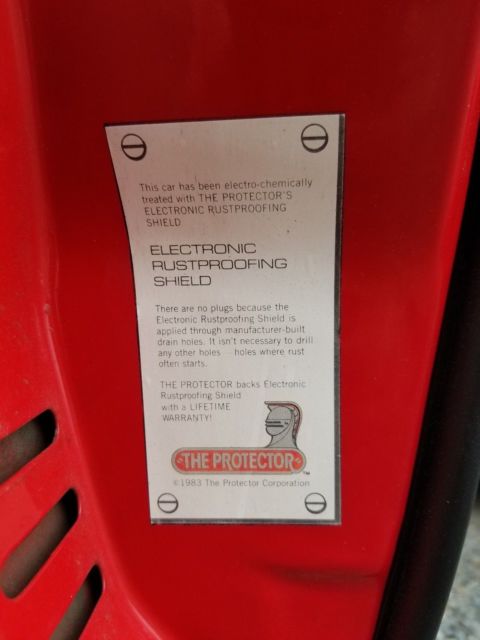 This car has been electro-chemically
treated with THE PROTECTOR'S
ELECTRONIC RUSTPROOFING
SHIELD
ELECTRONIC
RUSTPROOFING
SHIELD
There are no plugs because the
Electronic Rustproofing Shield is
applied through manufacturer-built
drain holes. It isn't necessary to drill
any other holes – holes where rust
often starts.
THE PROTECTOR backs Electronic
Rustproofing Shield
with a LIFETIME
WARRANTY!
THE PROTECTOR™
©1983 The Protector Corporation